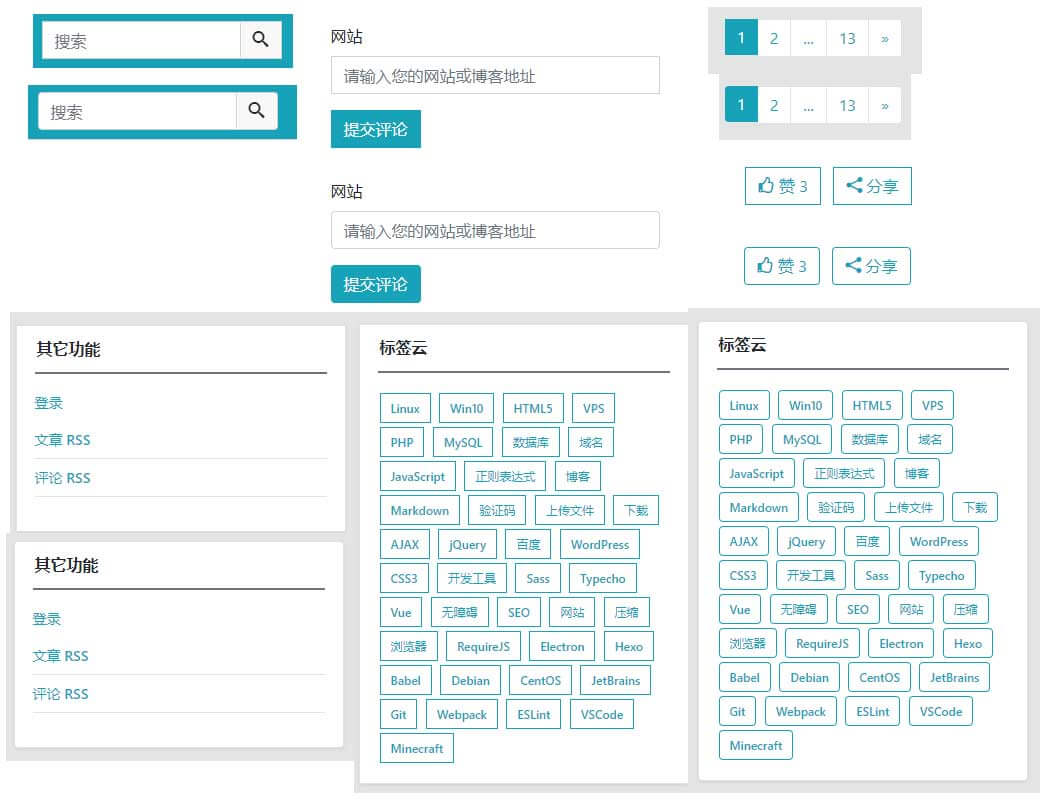 搜索
搜索
网站
请输入您的网站或博客地址
提交评论
网站
请输入您的网站或博客地址
提交评论
1 2 ... 13 »
1 2 ... 13 »
赞 3 分享
赞 3 分享
其它功能
登录
文章 RSS
评论 RSS
其它功能
登录
文章 RSS
评论 RSS
标签云
Linux Win10 HTML5 VPS
PHP MySQL 数据库 域名
JavaScript 正则表达式 博客
Markdown 验证码 上传文件 下载
AJAX jQuery 百度 WordPress
CSS3 开发工具 Sass Typecho
Vue 无障碍 SEO 网站 压缩
浏览器 RequireJS Electron Hexo
Babel Debian CentOS JetBrains
Git Webpack ESLint VSCode
Minecraft
标签云
Linux Win10 HTML5 VPS
PHP MySQL 数据库 域名
JavaScript 正则表达式 博客
Markdown 验证码 上传文件 下载
AJAX jQuery 百度 WordPress
CSS3 开发工具 Sass Typecho
Vue 无障碍 SEO 网站 压缩
浏览器 RequireJS Electron Hexo
Babel Debian CentOS JetBrains
Git Webpack ESLint VSCode
Minecraft